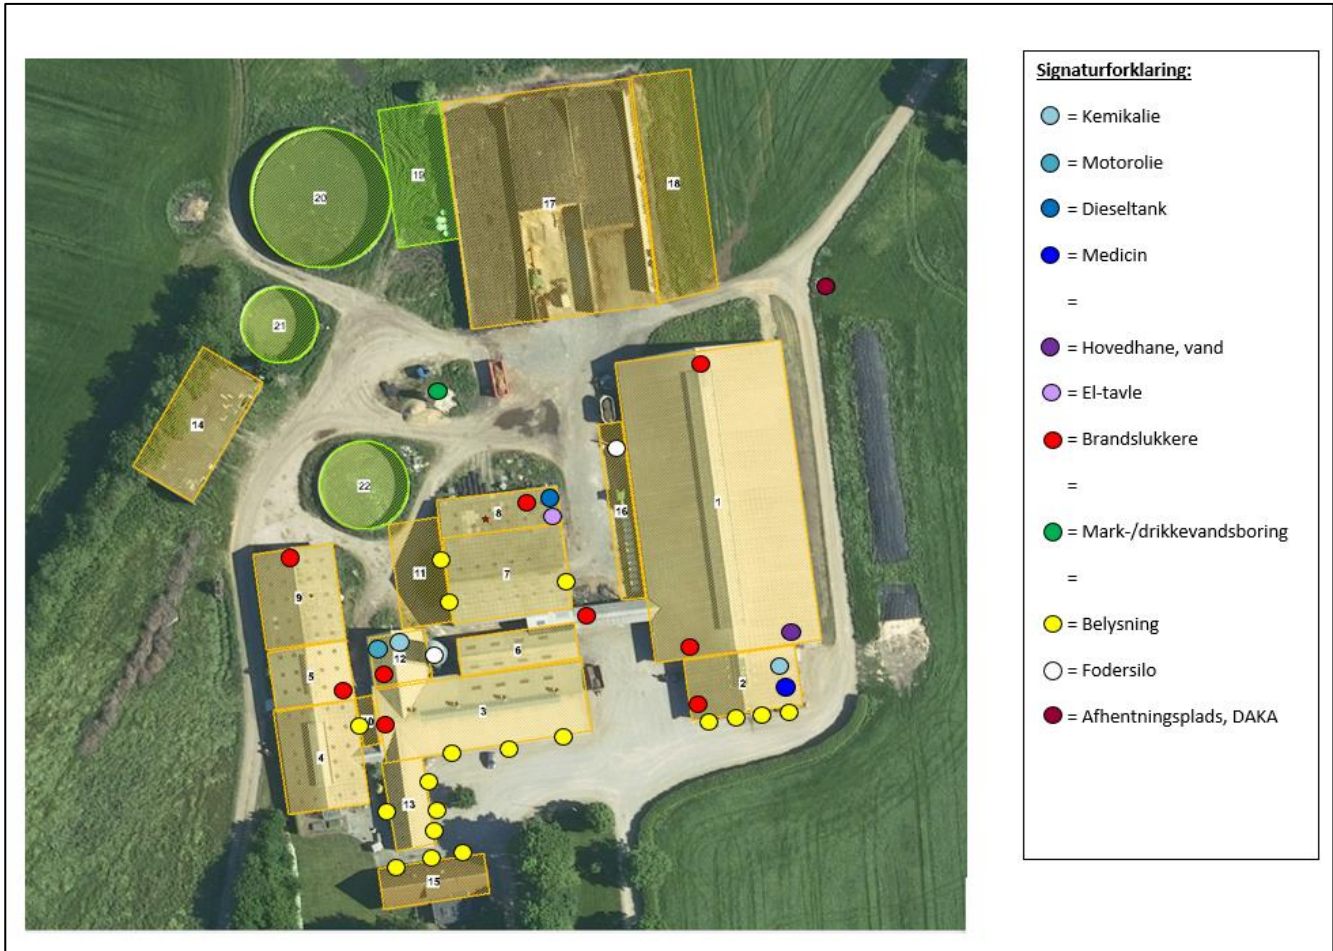 Signaturforklaring:
= Kemikalie
= Motorolie
= Dieseltank
= Medicin
=
= Hovedhane, vand
= El-tavle
= Brandslukkere
=
= Mark-/drikkevandsboring
=
= Belysning
= Fodersilo
= Afhentningsplads, DAKA
19
18
20
17
21
14
22
16
1
8
11
7
9
12
6
5
2
3
10
4
13
15